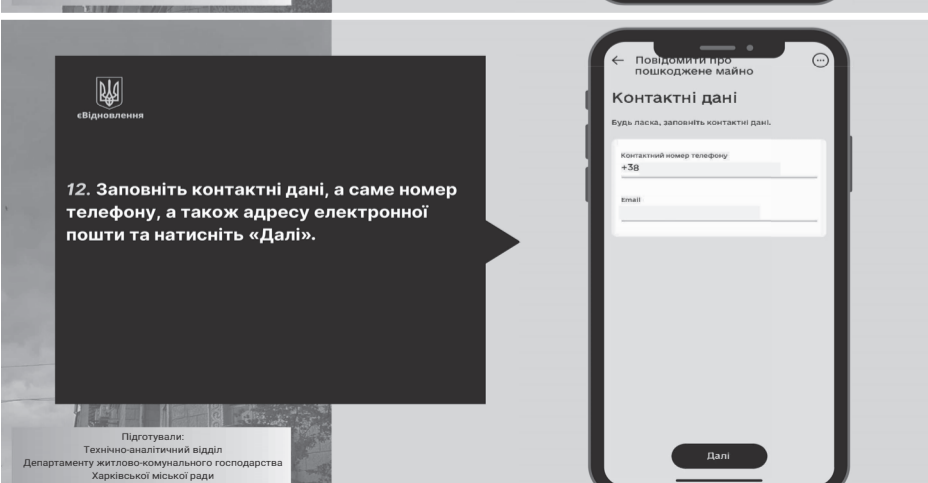 єВідновлення
12. Заповніть контактні дані, а саме номер
телефону, а також адресу електронної
пошти та натисніть «Далі».
Підготували:
Технічно-аналітичний відділ
Департаменту житлово-комунального господарства
Харківської міської ради
Повідомити про
пошкоджене майно
Контактні дані
Будь ласка, заповніть контактні дані.
Контактний номер телефону
+38
Email
Далі